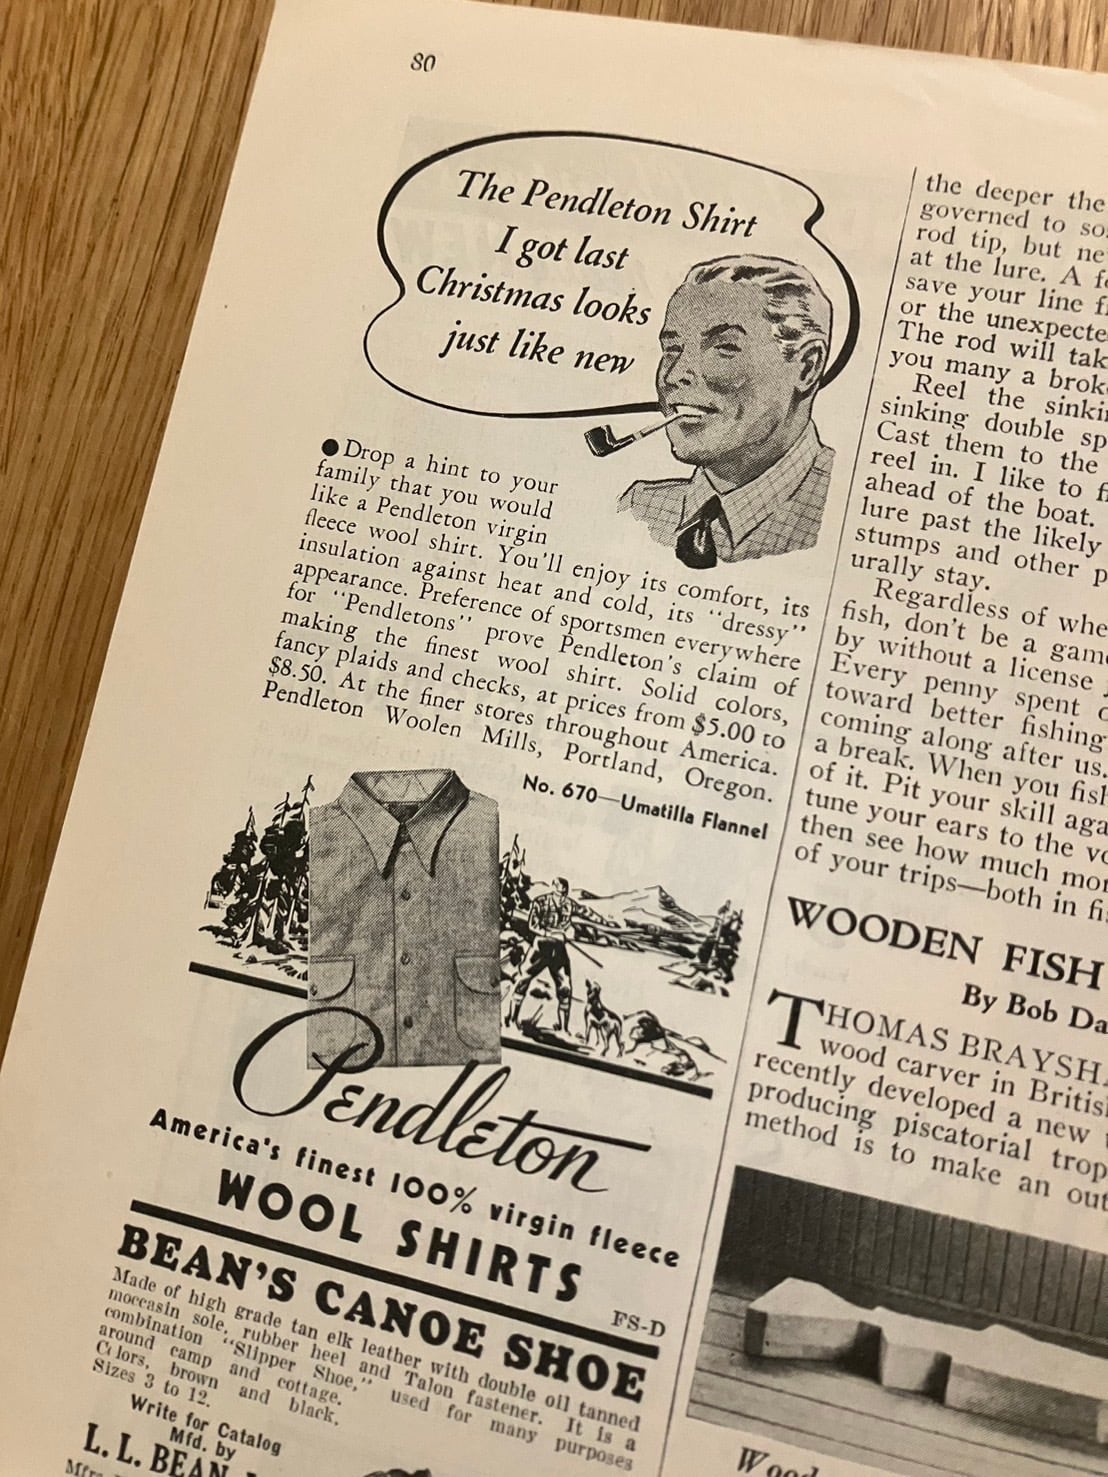 80
The Pendleton Shirt
I got last
Christmas looks
just like new
●Drop a hint to your
family that you would
like a Pendleton virgin
fleece wool shirt. You'll enjoy its comfort, its
insulation against heat and cold, its "dressy"
appearance. Preference of sportsmen everywhere
for "Pendletons" prove Pendleton's claim of
making the finest wool shirt. Solid colors,
fancy plaids and checks, at prices from $5.00 to
$8.50. At the finer stores throughout America.
Pendleton Woolen Mills, Portland, Oregon.
No. 670—Umatilla Flannel
Pendleton
America's finest 100% virgin fleece
WOOL SHIRTS
FS-D
BEAN'S CANOE SHOE
Made of high grade tan elk leather with double oil tanned
moccasin sole, rubber heel and Talon fastener. It is a
combination "Slipper Shoe," used for many purposes
around camp and cottage.
Colors, brown and black.
Sizes 3 to 12.
Write for Catalog
Mfd. by
L. L. BEAN
the deeper the
governed to
rod tip, but
at the lure. A
save your line
or the
The rod will
you many a
Reel the
sinking double
Cast them to the
reel in. I like to
ahead of the boat.
lure past the likely
stumps and other
urally stay.
Regardless of
fish, don't be a
by without a license
Every penny spent
toward better fishing
coming along after us.
a break. When you
of it. Pit your skill
tune your ears to the
then see how much
of your trips—both in
WOODEN FISH
By Bob
THOMAS
wood carver in
recently developed a new
producing piscatorial
method is to make an